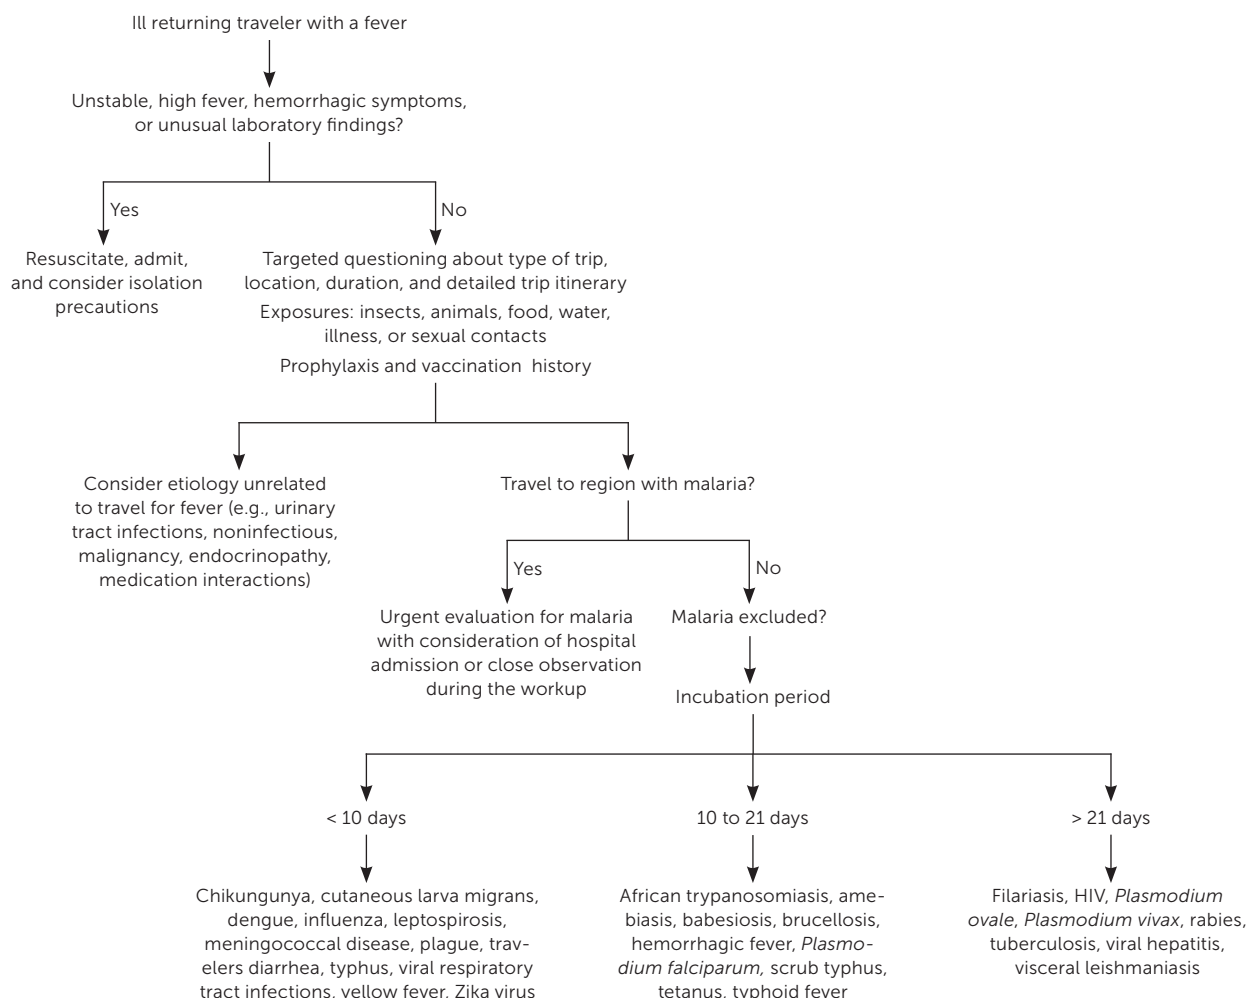 Ill returning traveler with a fever
Unstable, high fever, hemorrhagic symptoms,
or unusual laboratory findings?
Yes
No
Resuscitate, admit,
and consider isolation
precautions
Targeted questioning about type of trip,
location, duration, and detailed trip itinerary
Exposures: insects, animals, food, water,
illness, or sexual contacts
Prophylaxis and vaccination history
Consider etiology unrelated
to travel for fever (e.g., urinary
tract infections, noninfectious,
malignancy, endocrinopathy,
medication interactions)
Travel to region with malaria?
Yes
No
Urgent evaluation for malaria
with consideration of hospital
admission or close observation
during the workup
Malaria excluded?
Incubation period
< 10 days
10 to 21 days
> 21 days
Chikungunya, cutaneous larva migrans,
dengue, influenza, leptospirosis,
meningococcal disease, plague, trav-
elers diarrhea, typhus, viral respiratory
tract infections, yellow fever, Zika virus
African trypanosomiasis, ame-
biasis, babesiosis, brucellosis,
hemorrhagic fever, Plasmo-
dium falciparum, scrub typhus,
tetanus, typhoid fever
Filariasis, HIV, Plasmodium
ovale, Plasmodium vivax, rabies,
tuberculosis, viral hepatitis,
visceral leishmaniasis